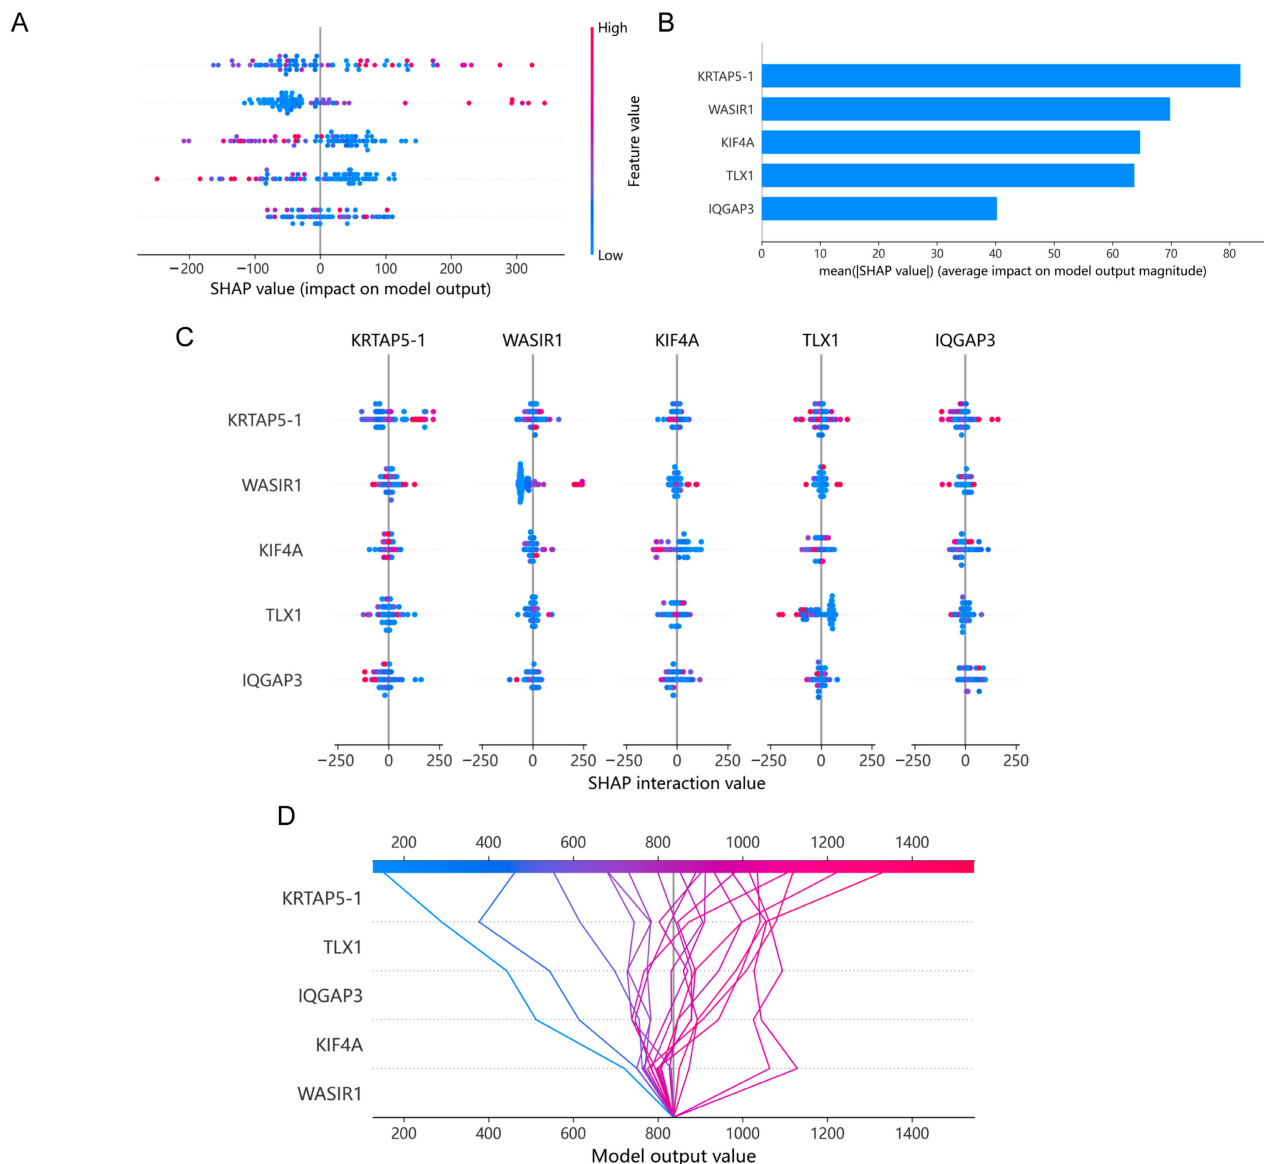 A
High
Feature value
Low
−200 −100 0 100 200 300
SHAP value (impact on model output)
B
KRTAP5-1
WASIR1
KIF4A
TLX1
IQGAP3
0 10 20 30 40 50 60 70 80
mean(|SHAP value|) (average impact on model output magnitude)
C
KRTAP5-1 WASIR1 KIF4A TLX1 IQGAP3
KRTAP5-1
WASIR1
KIF4A
TLX1
IQGAP3
−250 0 250 −250 0 250 −250 0 250 −250 0 250 −250 0 250
SHAP interaction value
D
200 400 600 800 1000 1200 1400
KRTAP5-1
TLX1
IQGAP3
KIF4A
WASIR1
200 400 600 800 1000 1200 1400
Model output value